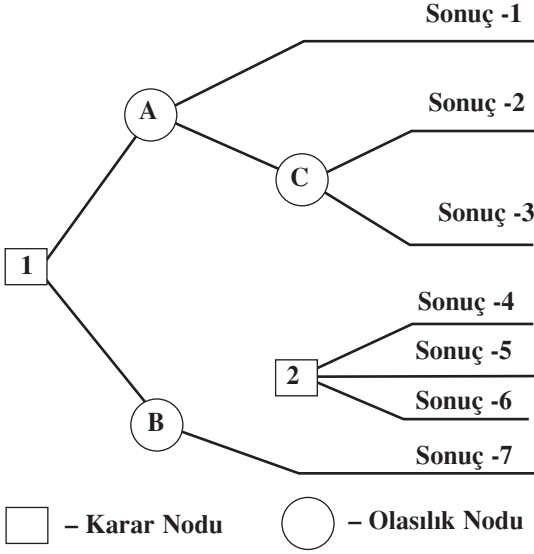 Sonuç -1
A
Sonuç -2
C
Sonuç -3
1
Sonuç -4
2
Sonuç -5
Sonuç -6
B
Sonuç -7
– Karar Nodu
– Olasılık Nodu